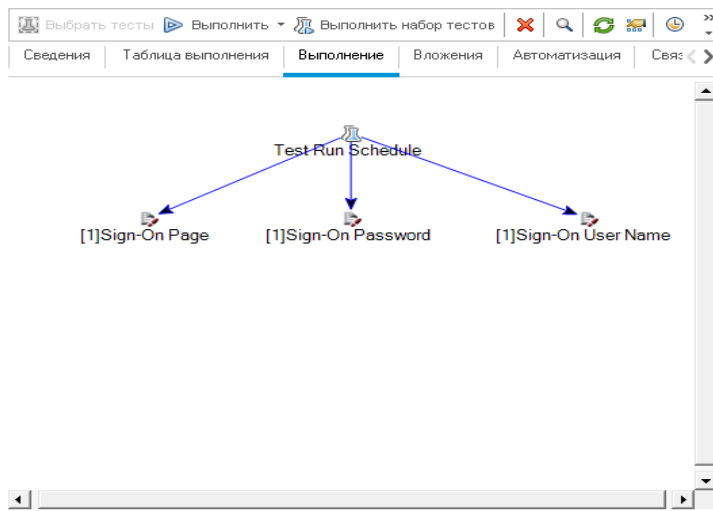 Выбрать тесты Выполнить Выполнить набор тестов
Сведения Таблица выполнения Выполнение Вложения Автоматизация Связ
Test Run Schedule
[1]Sign-On Page [1]Sign-On Password [1]Sign-On User Name